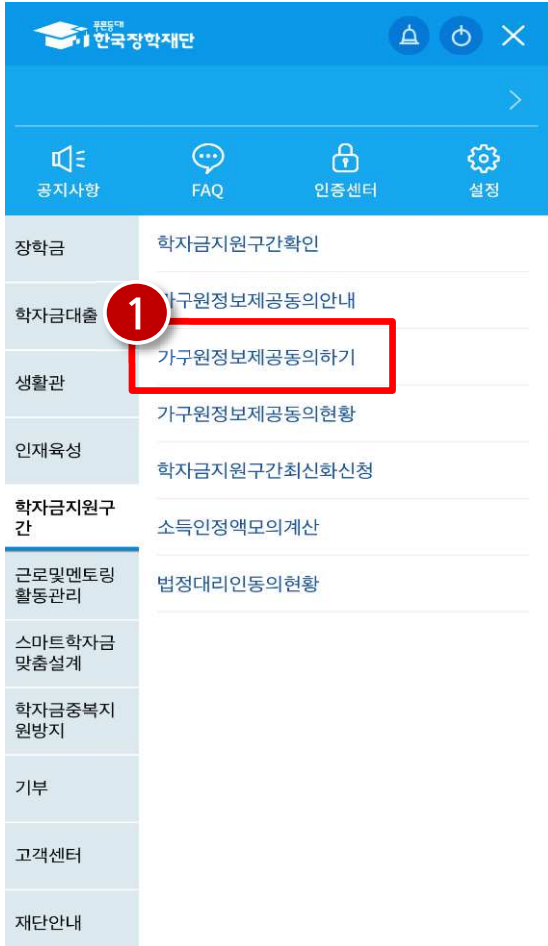 푸른등대
한국장학재단
공지사항 FAQ 인증센터 설정
장학금
학자금대출
생활관
인재육성
학자금지원구
간
근로및멘토링
활동관리
스마트학자금
맞춤설계
학자금중복지
원방지
기부
고객센터
재단안내
학자금지원구간확인
1
가구원정보제공동의안내
가구원정보제공동의하기
가구원정보제공동의현황
학자금지원구간최신화신청
소득인정액모의계산
법정대리인동의현황